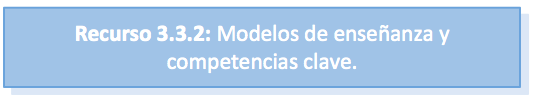 Recurso 3.3.2: Modelos de enseñanza y
competencias clave.